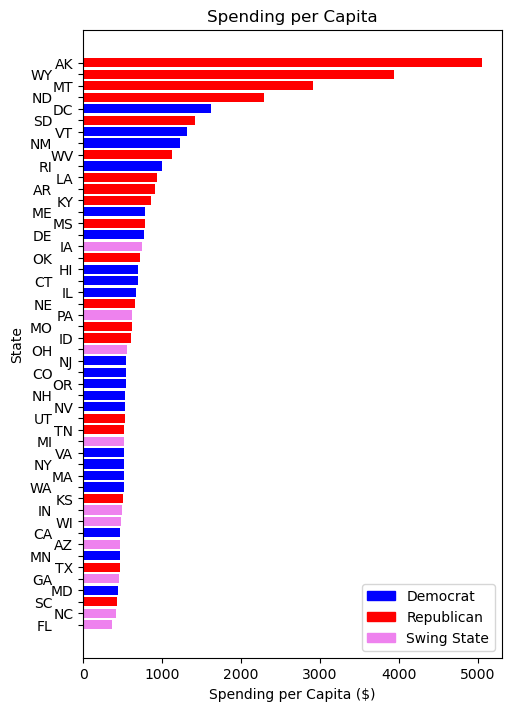 Spending per Capita
AK
WY
MT
ND
DC
SD
VT
NM
WV
RI
LA
AR
KY
ME
MS
DE
IA
OK
HI
CT
IL
NE
PA
MO
ID
OH
NJ
CO
OR
NH
NV
UT
TN
MI
VA
NY
MA
WA
KS
IN
WI
CA
AZ
MN
TX
GA
MD
SC
NC
FL
State
Democrat
Republican
Swing State
0 1000 2000 3000 4000 5000
Spending per Capita ($)